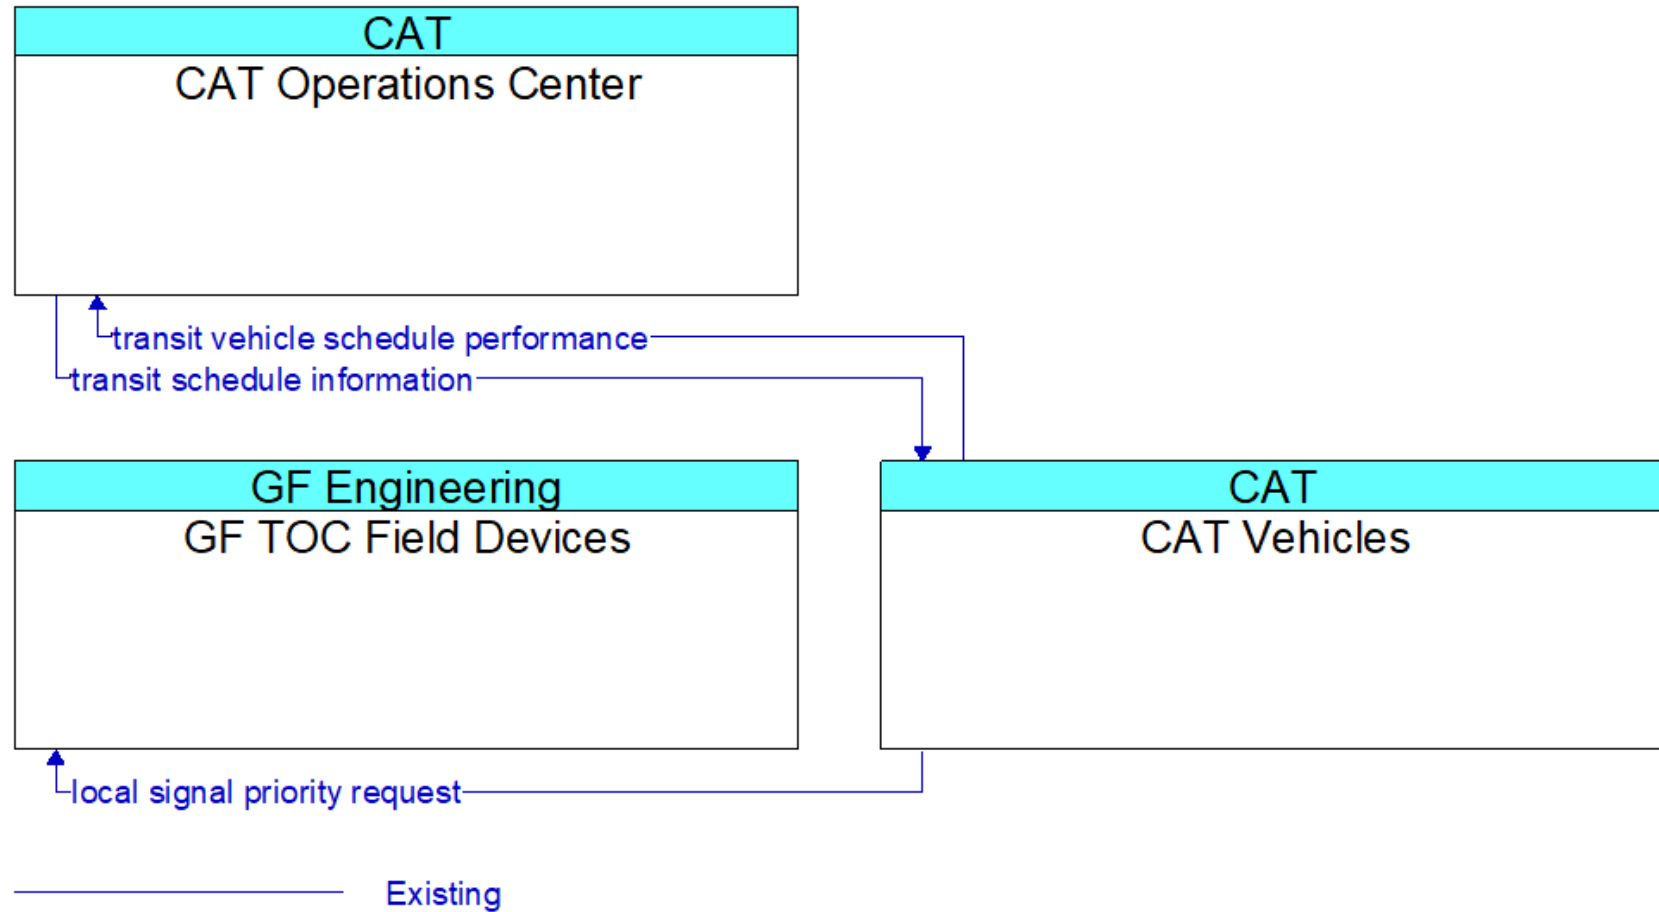 CAT
CAT Operations Center
transit vehicle schedule performance
transit schedule information
GF Engineering
GF TOC Field Devices
CAT
CAT Vehicles
local signal priority request
Existing